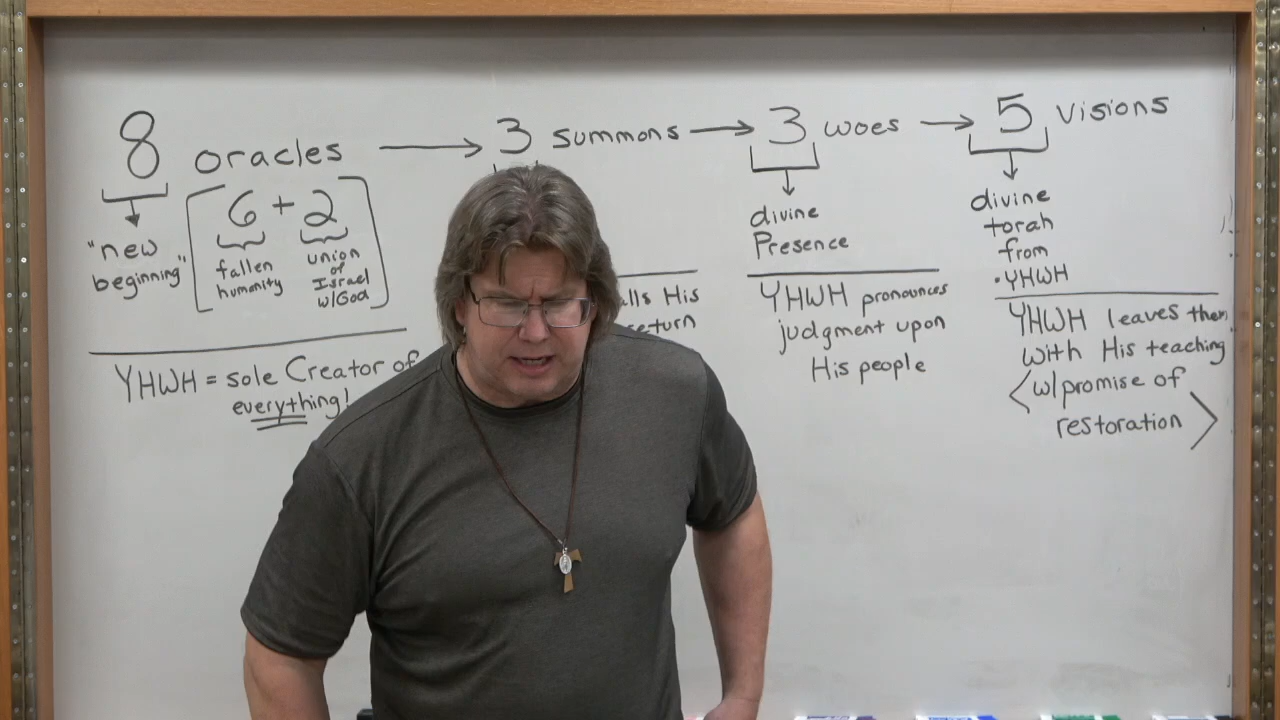 8 oracles → 3 summons → 3 woes → 5 visions
"new
beginning"
6 + 2
fallen
humanity
union
of
Israel
w/God
YHWH = sole Creator of
everything!
His
divine
Presence
YHWH pronounces
judgment upon
His people
divine
torah
from
YHWH
YHWH leaves them
with His teaching
<w/promise of
restoration>